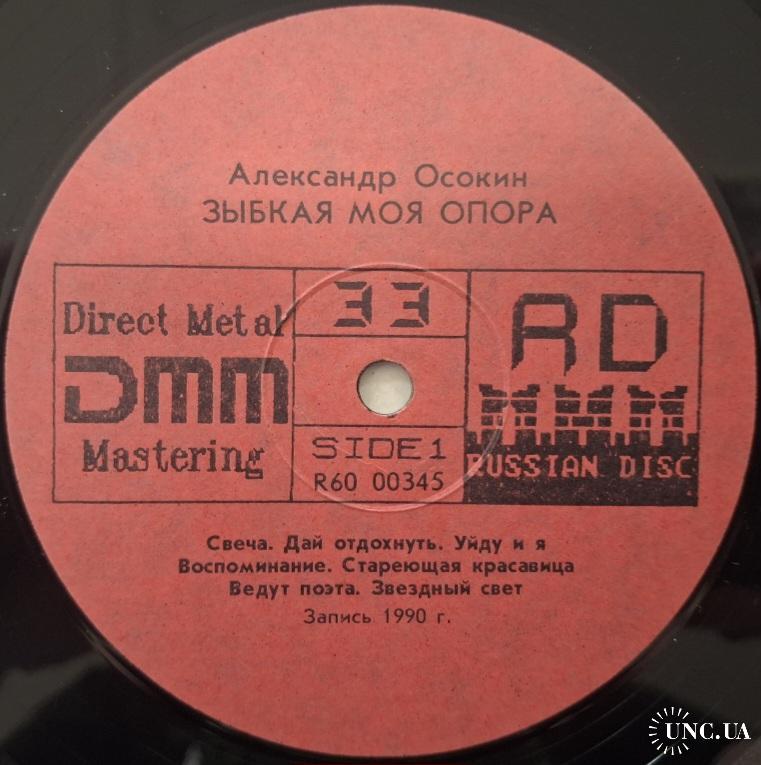 Александр Осокин
ЗЫБКАЯ МОЯ ОПОРА
Direct Metal
DMM
Mastering
33
SIDE 1
R60 00345
RD
RUSSIAN DISC
Свеча. Дай отдохнуть. Уйду и я
Воспоминание. Стареющая красавица
Ведут поэта. Звездный свет
Запись 1990 г.
UNC.UA